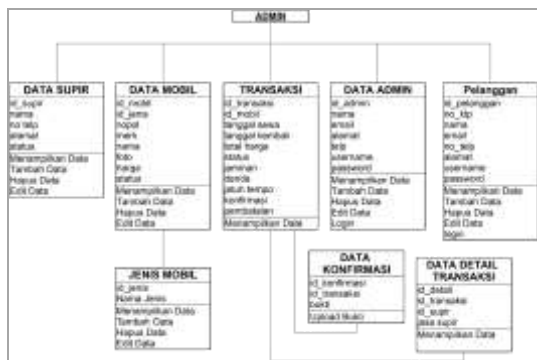 ADMIN
DATA SUPIR
id_supir
nama
no telp
alamat
status
Menampilkan Data
Tambah Data
Hapus Data
Edit Data
DATA MOBIL
id_mobil
id_jenis
nopol
merk
nama
foto
harga
status
Menampilkan Data
Tambah Data
Hapus Data
Edit Data
TRANSAKSI
id_transaksi
id_mobil
tanggal sewa
tanggal kembali
total harga
status
jaminan
denda
jatuh tempo
konfirmasi
pembatalan
Menampilkan Data
DATA ADMIN
id_admin
nama
email
alamat
telp
username
password
Menampilkan Data
Tambah Data
Hapus Data
Edit Data
Login
Pelanggan
id_pelanggan
no_ktp
nama
email
no_telp
alamat
username
password
Menampilkan Data
Tambah Data
Hapus Data
Edit Data
login
JENIS MOBIL
id_jenis
Nama Jenis
Menampilkan Data
Tambah Data
Hapus Data
Edit Data
DATA
KONFIRMASI
id_konfirmasi
id_transaksi
bukti
Upload Bukti
DATA DETAIL
TRANSAKSI
id_detail
id_transaksi
id_supir
jasa supir
Menampilkan Data